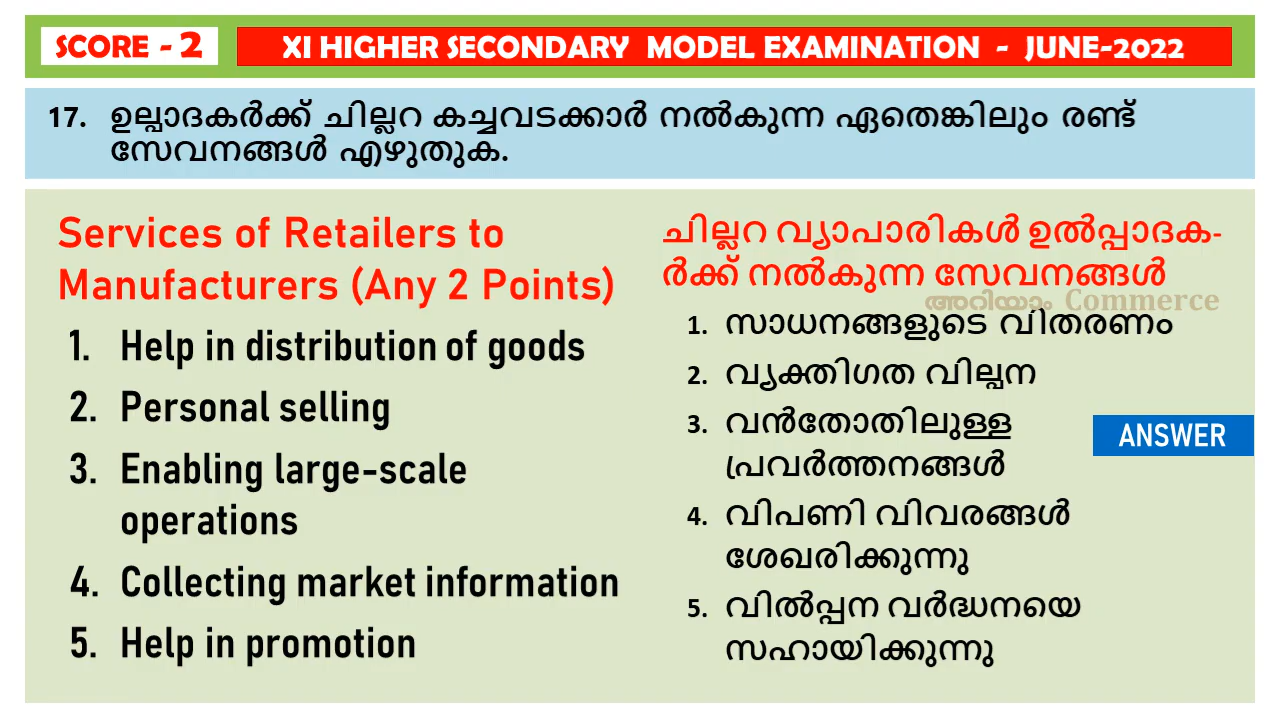 SCORE - 2
XI HIGHER SECONDARY MODEL EXAMINATION - JUNE-2022
17. ഉല്പാദകർക്ക് ചില്ലറ കച്ചവടക്കാർ നൽകുന്ന ഏതെങ്കിലും രണ്ട്
സേവനങ്ങൾ എഴുതുക.
Services of Retailers to
Manufacturers (Any 2 Points)
1. Help in distribution of goods
2. Personal selling
3. Enabling large-scale
operations
4. Collecting market information
5. Help in promotion
ചില്ലറ വ്യാപാരികൾ ഉൽപ്പാദക-
ർക്ക് നൽകുന്ന സേവനങ്ങൾ
അറിയാം Commerce
1. സാധനങ്ങളുടെ വിതരണം
2. വ്യക്തിഗത വില്പന
3. വൻതോതിലുള്ള
പ്രവർത്തനങ്ങൾ
4. വിപണി വിവരങ്ങൾ
ശേഖരിക്കുന്നു
5. വിൽപ്പന വർദ്ധനയെ
സഹായിക്കുന്നു
ANSWER